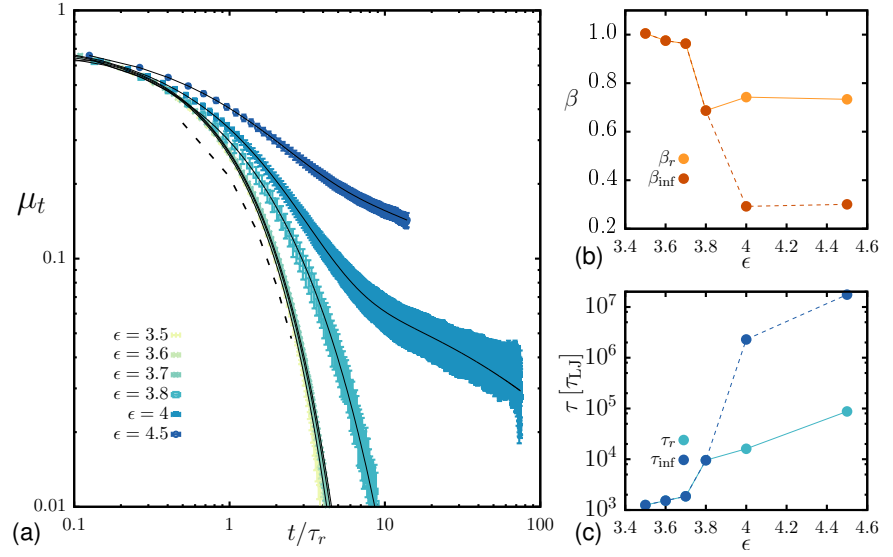 1
0.1
0.01
μ_t
ε = 3.5
ε = 3.6
ε = 3.7
ε = 3.8
ε = 4
ε = 4.5
0.1
1
10
100
t/τ_r
(a)
1.0
0.8
0.6
0.4
0.2
β
β_r
β_inf
3.4
3.6
3.8
4
4.2
4.4
4.6
ε
(b)
10^7
10^6
10^5
10^4
10^3
τ [τ_LJ]
τ_r
τ_inf
3.4
3.6
3.8
4
4.2
4.4
4.6
ε
(c)